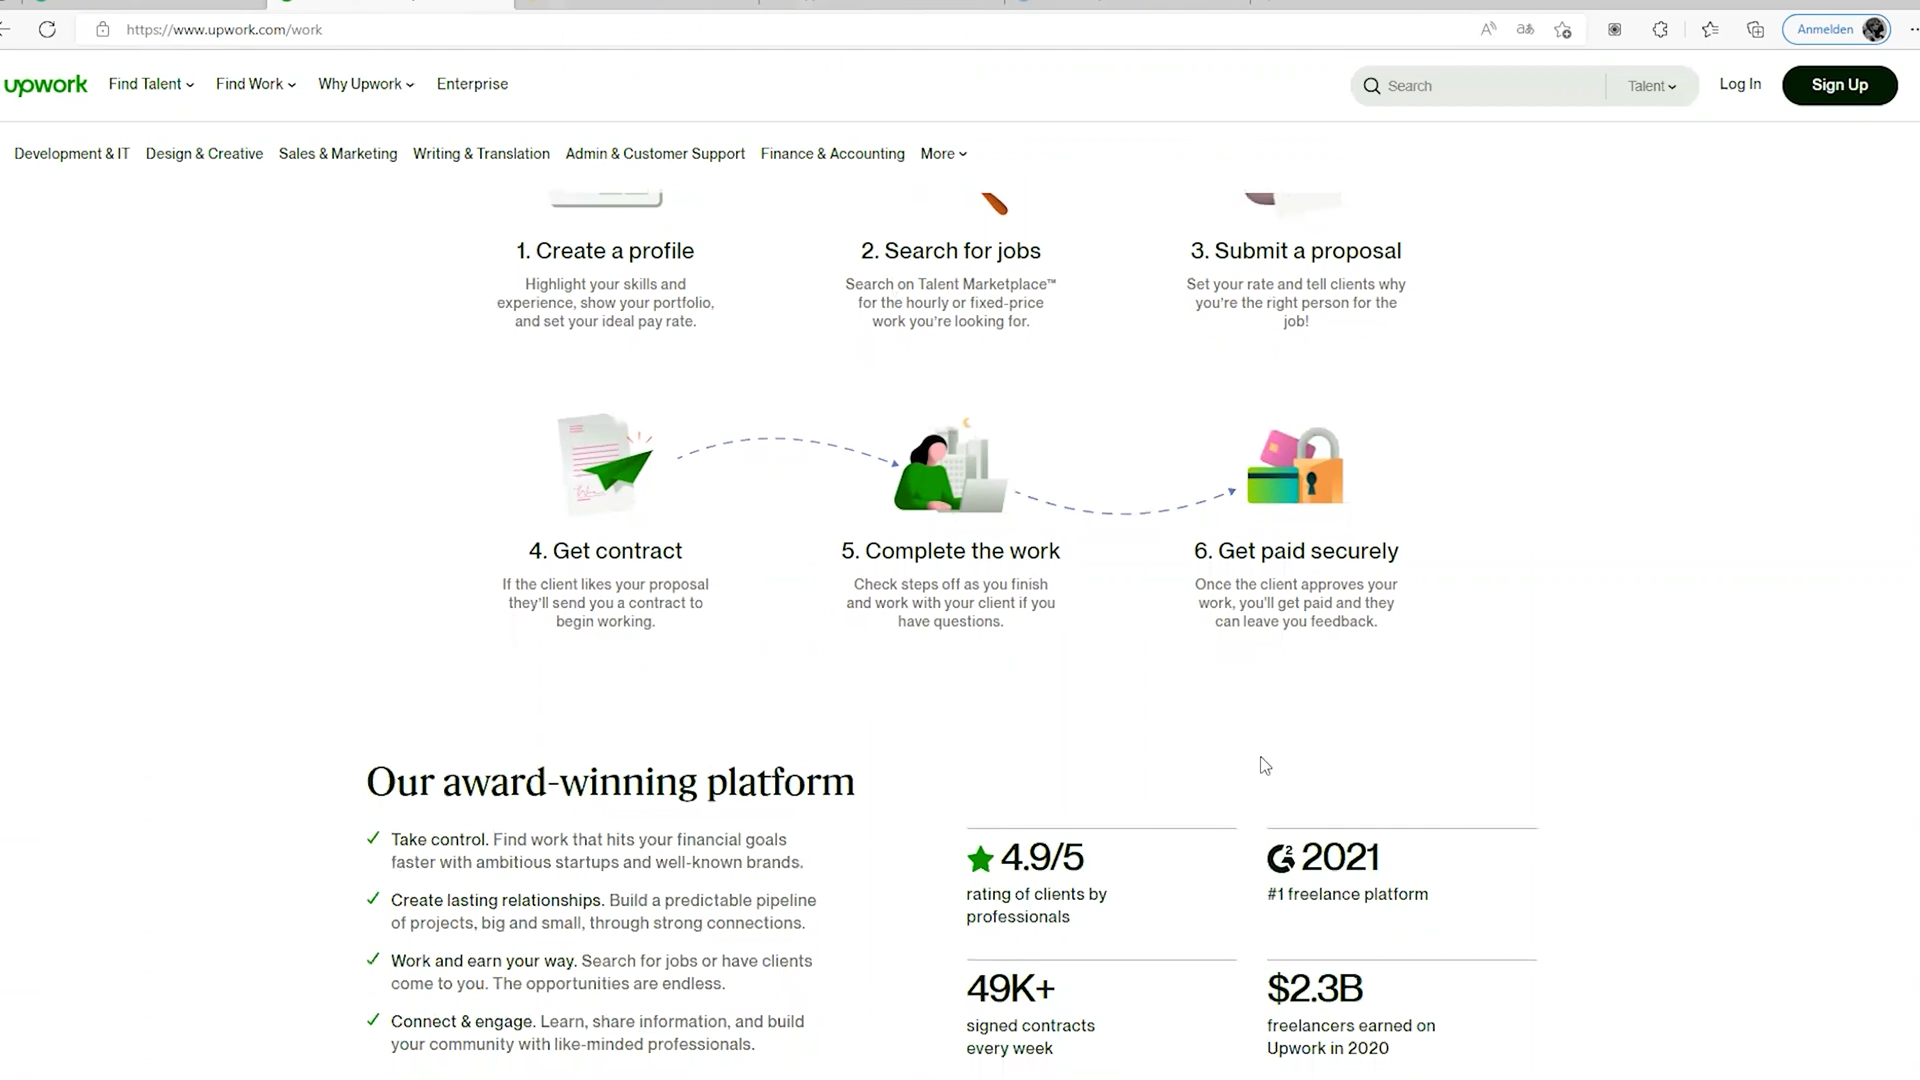 https://www.upwork.com/work
Anmelden
upwork
Find Talent
Find Work
Why Upwork
Enterprise
Search
Talent
Log In
Sign Up
Development & IT
Design & Creative
Sales & Marketing
Writing & Translation
Admin & Customer Support
Finance & Accounting
More
1. Create a profile
Highlight your skills and
experience, show your portfolio,
and set your ideal pay rate.
2. Search for jobs
Search on Talent Marketplace™
for the hourly or fixed-price
work you're looking for.
3. Submit a proposal
Set your rate and tell clients why
you're the right person for the
job!
4. Get contract
If the client likes your proposal
they'll send you a contract to
begin working.
5. Complete the work
Check steps off as you finish
and work with your client if you
have questions.
6. Get paid securely
Once the client approves your
work, you'll get paid and they
can leave you feedback.
Our award-winning platform
Take control. Find work that hits your financial goals
faster with ambitious startups and well-known brands.
Create lasting relationships. Build a predictable pipeline
of projects, big and small, through strong connections.
Work and earn your way. Search for jobs or have clients
come to you. The opportunities are endless.
Connect & engage. Learn, share information, and build
your community with like-minded professionals.
4.9/5
rating of clients by
professionals
2021
#1 freelance platform
49K+
signed contracts
every week
$2.3B
freelancers earned on
Upwork in 2020